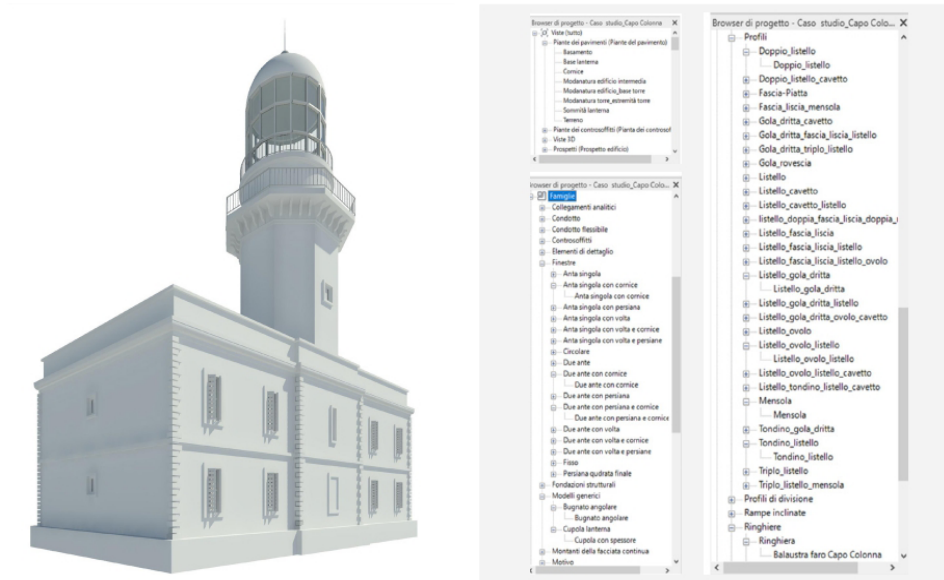 Browser di progetto - Caso studio_Capo Colonna
Viste (tutto)
Piante dei pavimenti (Piante del pavimento)
Basamento
Base lanterna
Cornice
Modanatura edificio intermedia
Modanatura edificio_base torre
Modanatura torre_estremità torre
Sommità lanterna
Terreno
Piante dei controsoffitti (Pianta dei controsof
Viste 3D
Prospetti (Prospetto edificio)
rowser di progetto - Caso studio_Capo Colo...
Famiglie
Collegamenti analitici
Condotto
Condotto flessibile
Controsoffitti
Elementi di dettaglio
Finestre
Anta singola
Anta singola con cornice
Anta singola con cornice
Anta singola con persiana
Anta singola con volta
Anta singola con volta e cornice
Anta singola con volta e persiane
Circolare
Due ante
Due ante con cornice
Due ante con cornice
Due ante con persiana
Due ante con persiana e cornice
Due ante con persiana e cornice
Due ante con volta
Due ante con volta e cornice
Due ante con volta e persiane
Fisso
Persiana qudrata finale
Fondazioni strutturali
Modelli generici
Bugnato angolare
Bugnato angolare
Cupola lanterna
Cupola con spessore
Montanti della facciata continua
Motivo
Browser di progetto - Caso studio_Capo Colo...
Profili
Doppio_listello
Doppio_listello
Doppio_listello_cavetto
Fascia-Piatta
Fascia_liscia_mensola
Gola_dritta_cavetto
Gola_dritta_fascia_liscia_listello
Gola_dritta_triplo_listello
Gola_rovescia
Listello
Listello_cavetto
Listello_cavetto_listello
listello_doppia_fascia_liscia_doppia_
Listello_fascia_liscia
Listello_fascia_liscia_listello
Listello_fascia_liscia_listello_ovolo
Listello_gola_dritta
Listello_gola_dritta
Listello_gola_dritta_listello
Listello_gola_dritta_ovolo_cavetto
Listello_ovolo
Listello_ovolo_listello
Listello_ovolo_listello
Listello_ovolo_listello_cavetto
Listello_tondino_listello_cavetto
Mensola
Mensola
Tondino_gola_dritta
Tondino_listello
Tondino_listello
Triplo_listello
Triplo_listello_mensola
Profili di divisione
Rampe inclinate
Ringhiere
Ringhiera
Balaustra faro Capo Colonna